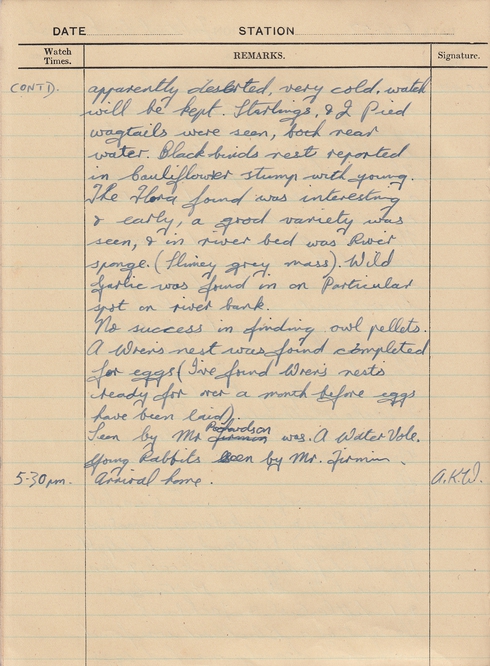 DATE STATION
Watch Times. REMARKS. Signature.
(CONTD). apparently deserted, very cold, watch
will be kept. Starlings, & 2 Pied
wagtails were seen, both near
water. Blackbirds nest reported
in Cauliflower stump with young.
The Flora found was interesting
& early, a good variety was
seen, & in river bed was River
sponge. (Slimey grey mass). Wild
Garlic was found in on Particular
spot on river bank.
No success in finding owl pellets.
A Wren's nest was found completed
for eggs (I've found Wren's nests
ready for over a month before eggs
have been laid).
Richardson
Seen by Mr Firmin was. A Water Vole.
Young Rabbits seen by Mr. Firmin.
5-30pm. Arrival home. A.K.W.